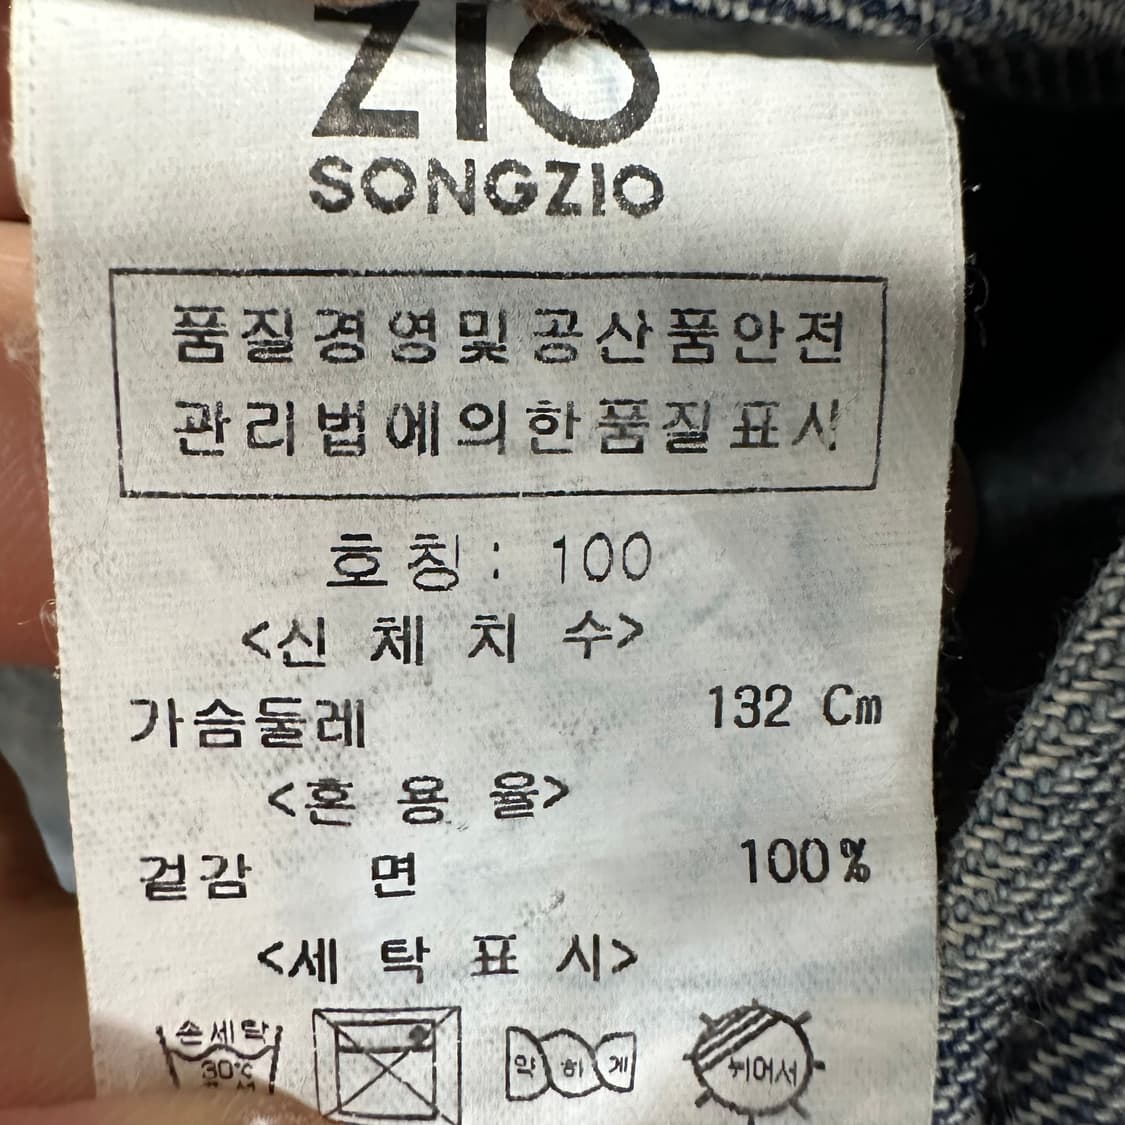 ZIO
SONGZIO
품질경영및공산품안전
관리법에의한품질표시
호칭: 100
<신 체 치 수>
가슴둘레 132 Cm
<혼 용 율>
겉감 면 100%
<세 탁 표 시>
손세탁
30℃
약하게
뉘어서